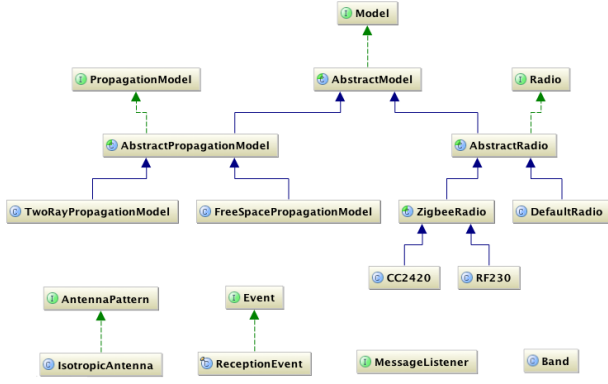 Model
PropagationModel
AbstractModel
Radio
AbstractPropagationModel
AbstractRadio
TwoRayPropagationModel
FreeSpacePropagationModel
ZigbeeRadio
DefaultRadio
CC2420
RF230
AntennaPattern
Event
IsotropicAntenna
ReceptionEvent
MessageListener
Band